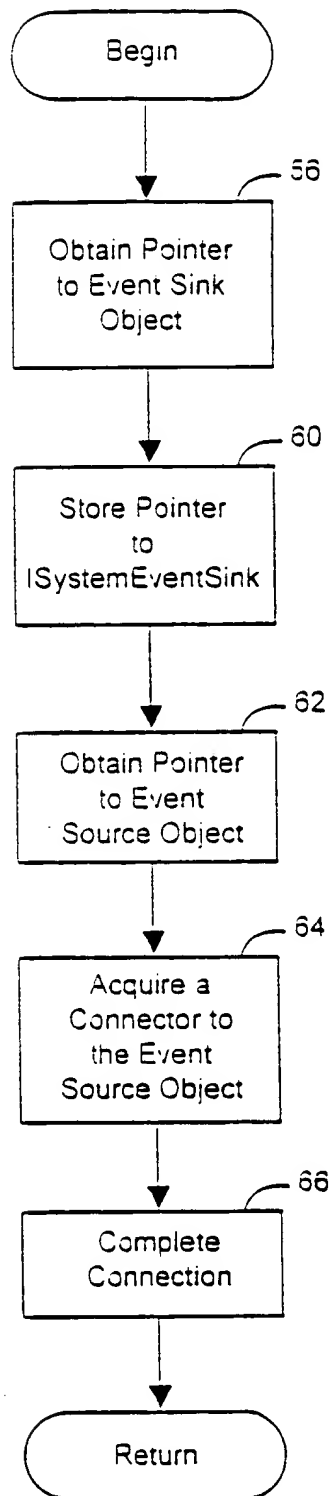 Begin
56
Obtain Pointer
to Event Sink
Object
60
Store Pointer
to
ISystemEventSink
62
Obtain Pointer
to Event
Source Object
64
Acquire a
Connector to
the Event
Source Object
66
Complete
Connection
Return